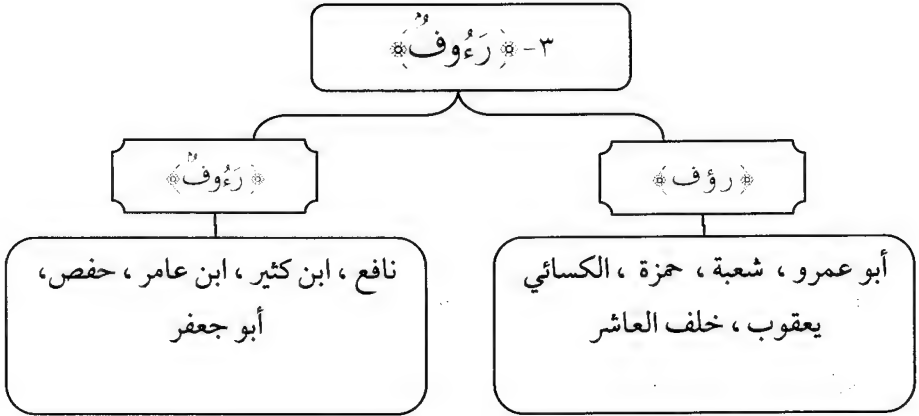 ٣- ﴿رَءُوفٌ﴾
﴿رؤف﴾
﴿رَءُوفٌ﴾
أبو عمرو ، شعبة ، حمزة ، الكسائي
يعقوب ، خلف العاشر
نافع ، ابن كثير ، ابن عامر ، حفص،
أبو جعفر